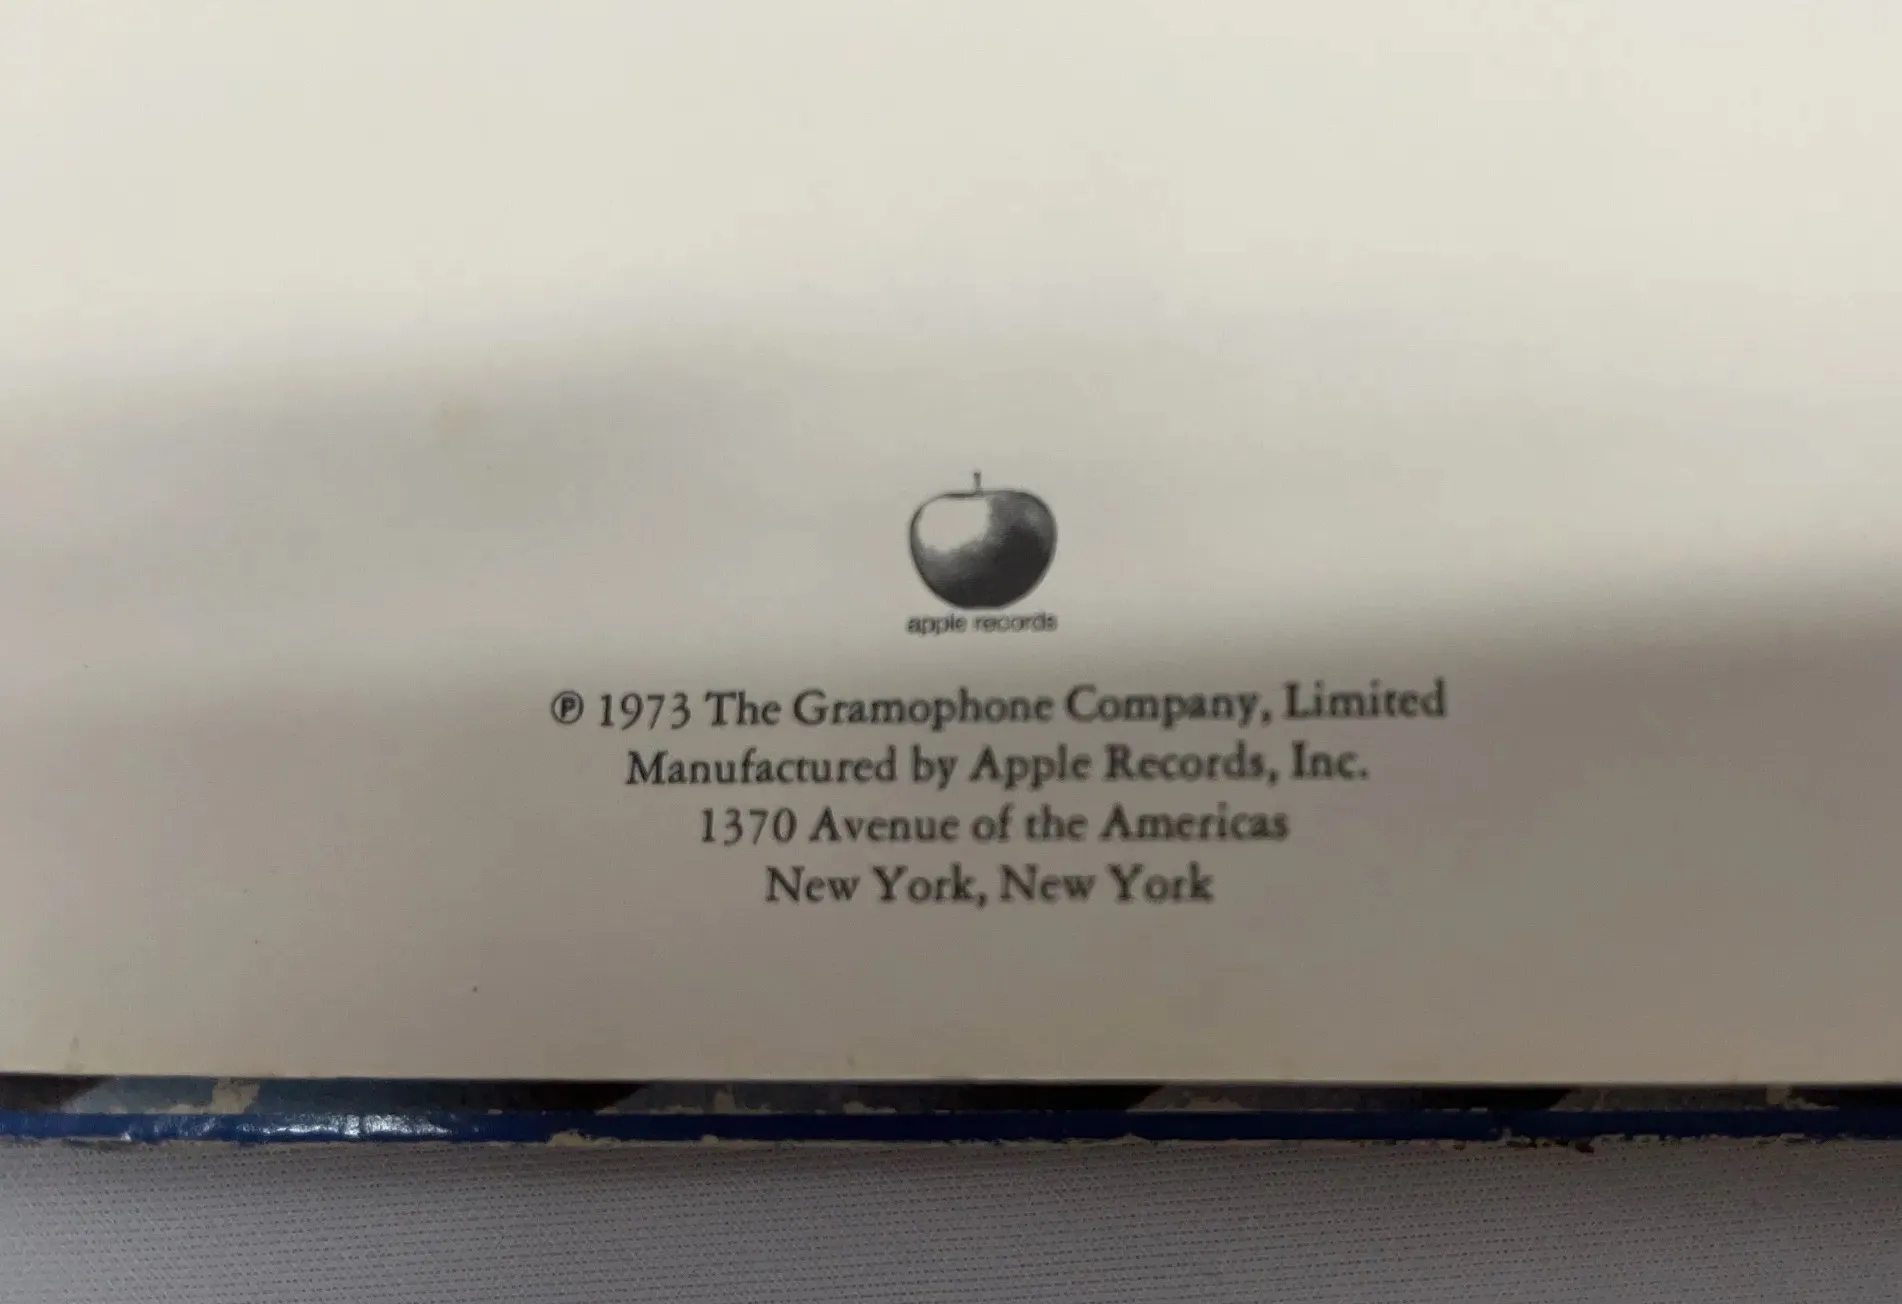 apple records
℗ 1973 The Gramophone Company, Limited
Manufactured by Apple Records, Inc.
1370 Avenue of the Americas
New York, New York